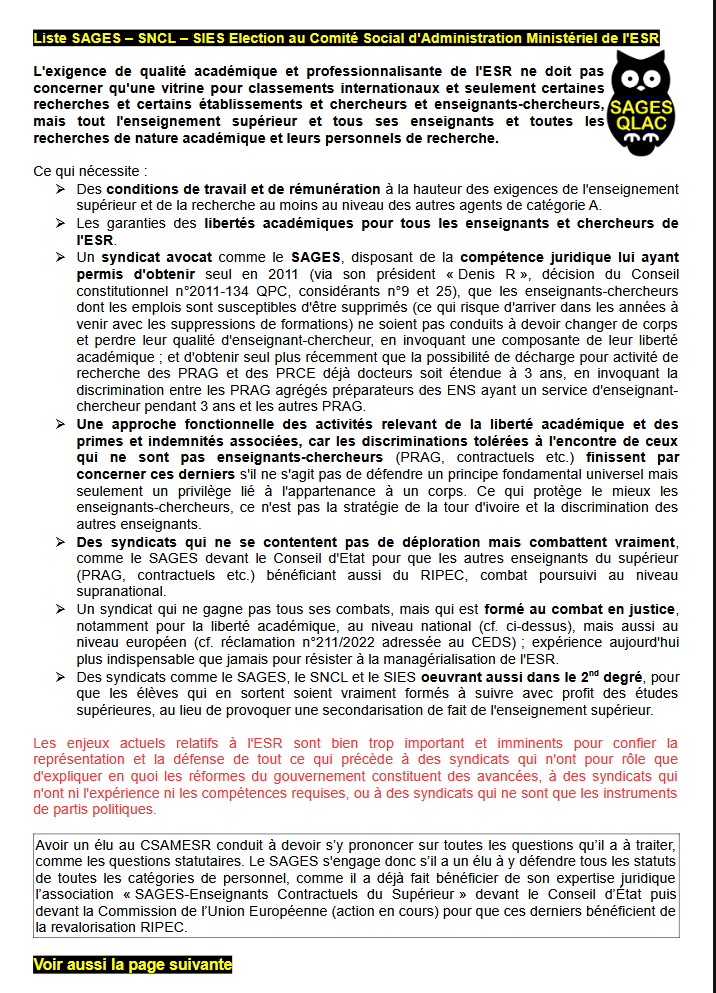 Liste SAGES – SNCL – SIES Election au Comité Social d'Administration Ministériel de l'ESR
L'exigence de qualité académique et professionnalisante de l'ESR ne doit pas
concerner qu'une vitrine pour classements internationaux et seulement certaines
recherches et certains établissements et chercheurs et enseignants-chercheurs,
mais tout l'enseignement supérieur et tous ses enseignants et toutes les
recherches de nature académique et leurs personnels de recherche.
SAGES
QLAC
Ce qui nécessite :
➢ Des conditions de travail et de rémunération à la hauteur des exigences de l'enseignement
supérieur et de la recherche au moins au niveau des autres agents de catégorie A.
➢ Les garanties des libertés académiques pour tous les enseignants et chercheurs de
l'ESR.
➢ Un syndicat avocat comme le SAGES, disposant de la compétence juridique lui ayant
permis d'obtenir seul en 2011 (via son président « Denis R », décision du Conseil
constitutionnel n°2011-134 QPC, considérants n°9 et 25), que les enseignants-chercheurs
dont les emplois sont susceptibles d'être supprimés (ce qui risque d'arriver dans les années à
venir avec les suppressions de formations) ne soient pas conduits à devoir changer de corps
et perdre leur qualité d'enseignant-chercheur, en invoquant une composante de leur liberté
académique ; et d'obtenir seul plus récemment que la possibilité de décharge pour activité de
recherche des PRAG et des PRCE déjà docteurs soit étendue à 3 ans, en invoquant la
discrimination entre les PRAG agrégés préparateurs des ENS ayant un service d'enseignant-
chercheur pendant 3 ans et les autres PRAG.
➢ Une approche fonctionnelle des activités relevant de la liberté académique et des
primes et indemnités associées, car les discriminations tolérées à l'encontre de ceux
qui ne sont pas enseignants-chercheurs (PRAG, contractuels etc.) finissent par
concerner ces derniers s'il ne s'agit pas de défendre un principe fondamental universel mais
seulement un privilège lié à l'appartenance à un corps. Ce qui protège le mieux les
enseignants-chercheurs, ce n'est pas la stratégie de la tour d'ivoire et la discrimination des
autres enseignants.
➢ Des syndicats qui ne se contentent pas de déploration mais combattent vraiment,
comme le SAGES devant le Conseil d'Etat pour que les autres enseignants du supérieur
(PRAG, contractuels etc.) bénéficiant aussi du RIPEC, combat poursuivi au niveau
supranational.
➢ Un syndicat qui ne gagne pas tous ses combats, mais qui est formé au combat en justice,
notamment pour la liberté académique, au niveau national (cf. ci-dessus), mais aussi au
niveau européen (cf. réclamation n°211/2022 adressée au CEDS) ; expérience aujourd'hui
plus indispensable que jamais pour résister à la managérialisation de l'ESR.
➢ Des syndicats comme le SAGES, le SNCL et le SIES oeuvrant aussi dans le 2nd degré, pour
que les élèves qui en sortent soient vraiment formés à suivre avec profit des études
supérieures, au lieu de provoquer une secondarisation de fait de l'enseignement supérieur.
Les enjeux actuels relatifs à l'ESR sont bien trop important et imminents pour confier la
représentation et la défense de tout ce qui précède à des syndicats qui n'ont pour rôle que
d'expliquer en quoi les réformes du gouvernement constituent des avancées, à des syndicats qui
n'ont ni l'expérience ni les compétences requises, ou à des syndicats qui ne sont que les instruments
de partis politiques.
Avoir un élu au CSAMESR conduit à devoir s'y prononcer sur toutes les questions qu'il a à traiter,
comme les questions statutaires. Le SAGES s'engage donc s'il a un élu à y défendre tous les statuts
de toutes les catégories de personnel, comme il a déjà fait bénéficier de son expertise juridique
l'association « SAGES-Enseignants Contractuels du Supérieur » devant le Conseil d'État puis
devant la Commission de l'Union Européenne (action en cours) pour que ces derniers bénéficient de
la revalorisation RIPEC.
Voir aussi la page suivante